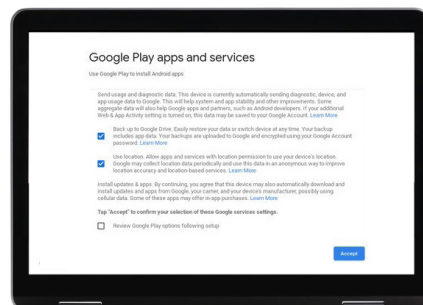 Google Play apps and services
Use Google Play to install Android apps
Send usage and diagnostic data. This device is currently automatically sending diagnostic, device, and
app usage data to Google. This will help system and app stability and other improvements. Some
aggregate data will also help Google apps and partners, such as Android developers. If your additional
Web & App Activity setting is turned on, this data may be saved to your Google Account. Learn More
Back up to Google Drive. Easily restore your data or switch device at any time. Your backup
includes app data. Your backups are uploaded to Google and encrypted using your Google Account
password. Learn More
Use location. Allow apps and services with location permission to use your device's location.
Google may collect location data periodically and use this data in an anonymous way to improve
location accuracy and location-based services. Learn More
Install updates & apps. By continuing, you agree that this device may also automatically download and
install updates and apps from Google, your carrier, and your device's manufacturer, possibly using
cellular data. Some of these apps may offer in-app purchases. Learn More
Tap "Accept" to confirm your selection of these Google services settings.
Review Google Play options following setup
Accept